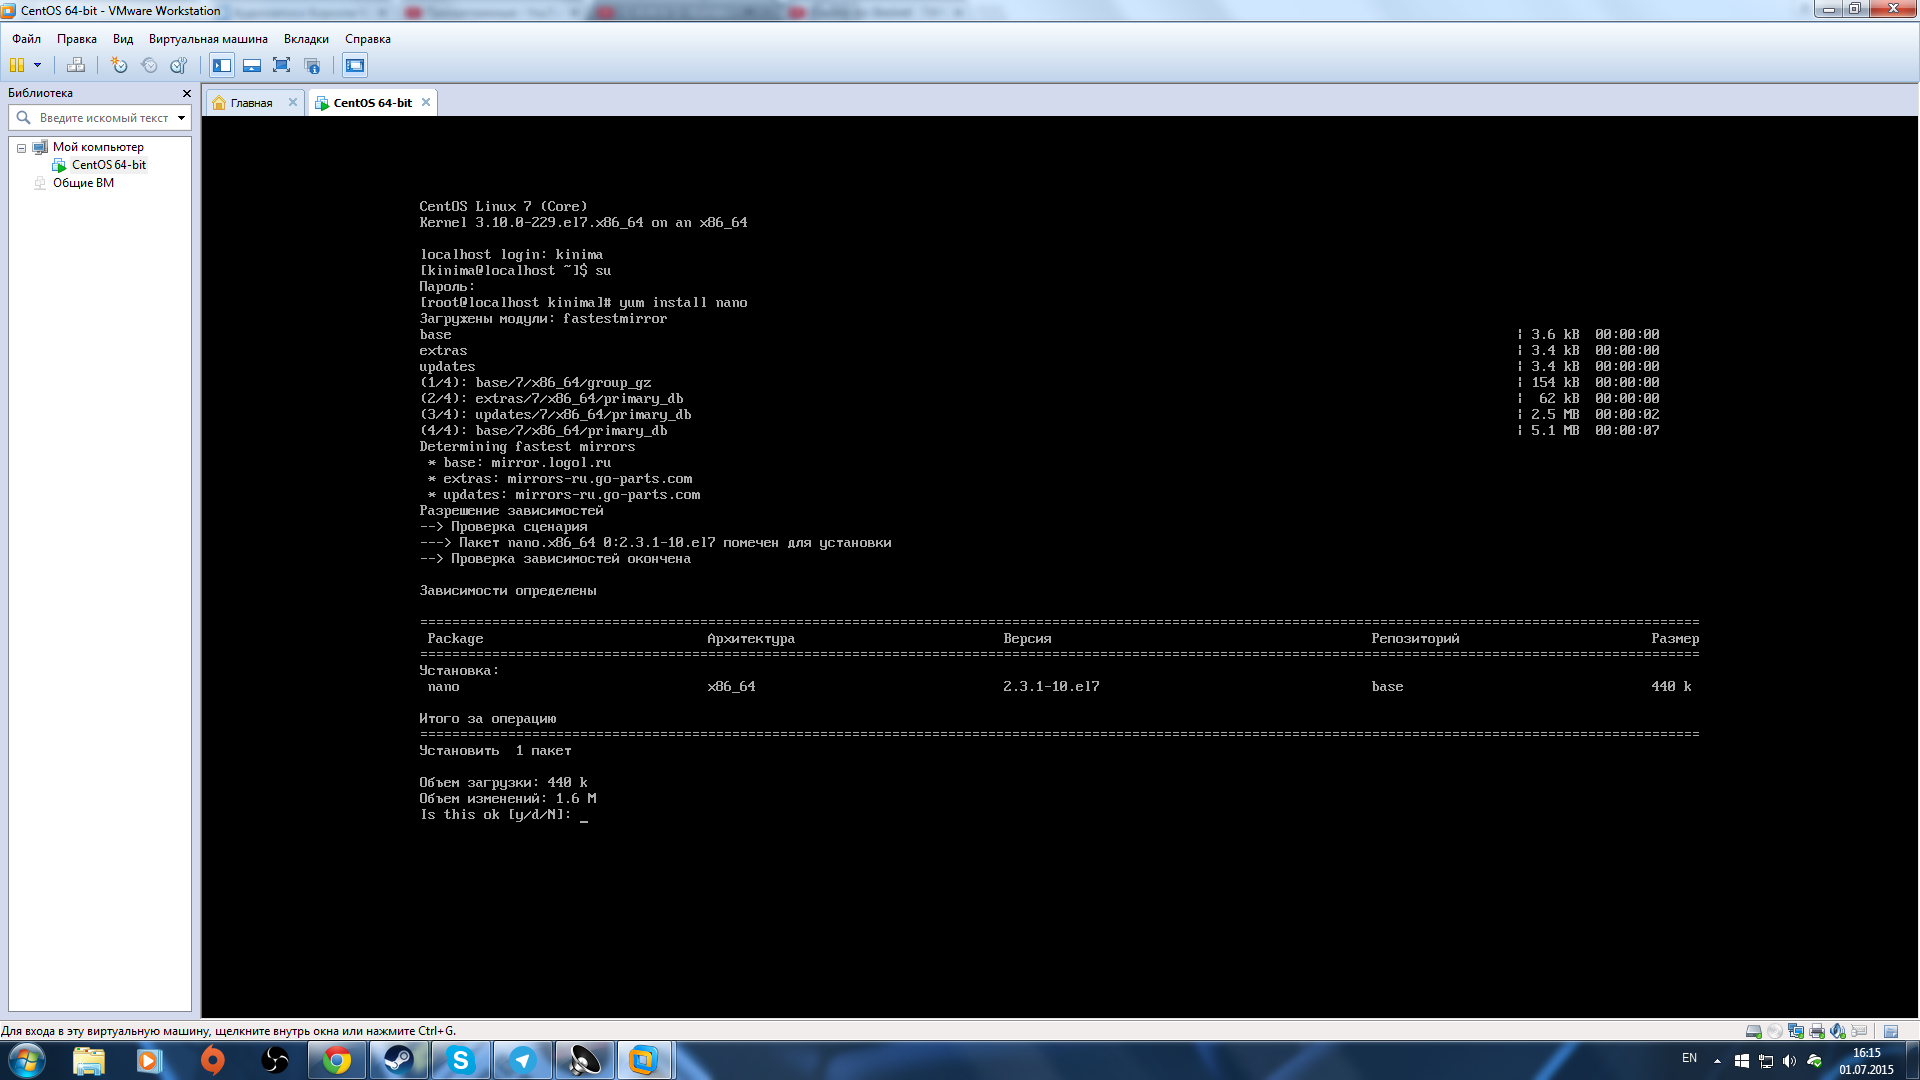 CentOS 64-bit - VMware Workstation
Файл Правка Вид Виртуальная машина Вкладки Справка
Библиотека
Введите искомый текст
Мой компьютер
CentOS 64-bit
Общие ВМ
Главная
CentOS 64-bit
CentOS Linux 7 (Core)
Kernel 3.10.0-229.el7.x86_64 on an x86_64
localhost login: kinima
[kinima@localhost ~]$ su
Пароль:
[root@localhost kinima]# yum install nano
Загружены модули: fastestmirror
base | 3.6 kB 00:00:00
extras | 3.4 kB 00:00:00
updates | 3.4 kB 00:00:00
(1/4): base/7/x86_64/group_gz | 154 kB 00:00:00
(2/4): extras/7/x86_64/primary_db | 62 kB 00:00:00
(3/4): updates/7/x86_64/primary_db | 2.5 MB 00:00:02
(4/4): base/7/x86_64/primary_db | 5.1 MB 00:00:07
Determining fastest mirrors
* base: mirror.logol.ru
* extras: mirrors-ru.go-parts.com
* updates: mirrors-ru.go-parts.com
Разрешение зависимостей
--> Проверка сценария
---> Пакет nano.x86_64 0:2.3.1-10.el7 помечен для установки
--> Проверка зависимостей окончена
Зависимости определены
Package Архитектура Версия Репозиторий Размер
Установка:
nano x86_64 2.3.1-10.el7 base 440 k
Итого за операцию
Установить 1 пакет
Объем загрузки: 440 k
Объем изменений: 1.6 M
Is this ok [y/d/N]: _
Для входа в эту виртуальную машину, щелкните внутрь окна или нажмите Ctrl+G.
EN
16:15
01.07.2015